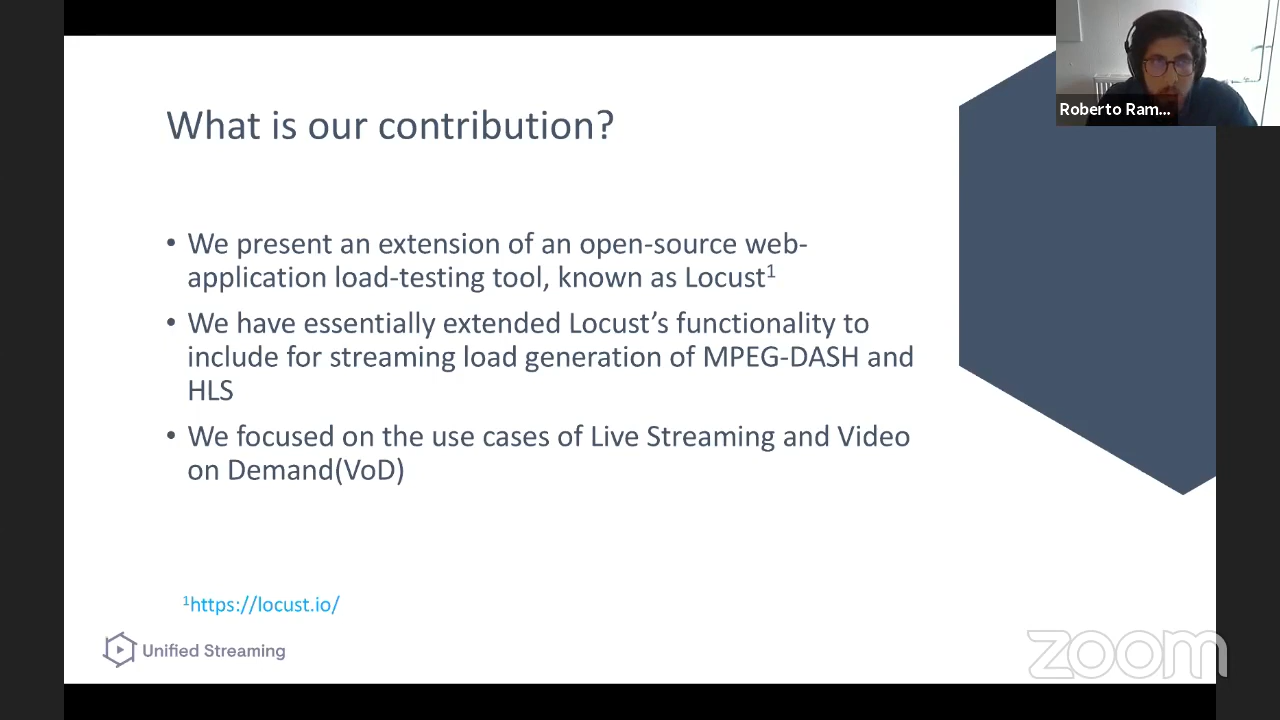 What is our contribution?
• We present an extension of an open-source web-
application load-testing tool, known as Locust¹
• We have essentially extended Locust’s functionality to
include for streaming load generation of MPEG-DASH and
HLS
• We focused on the use cases of Live Streaming and Video
on Demand(VoD)
¹https://locust.io/
Unified Streaming
Roberto Ram...
zoom